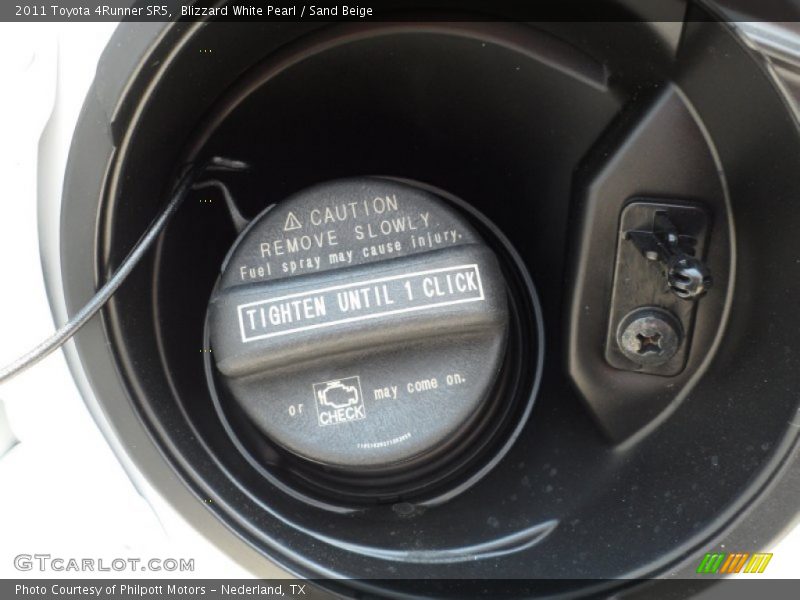 2011 Toyota 4Runner SR5,  Blizzard White Pearl / Sand Beige
CAUTION
REMOVE SLOWLY
Fuel spray may cause injury.
TIGHTEN UNTIL 1 CLICK
or CHECK may come on.
GTCARLOT.COM
Photo Courtesy of Philpott Motors - Nederland, TX